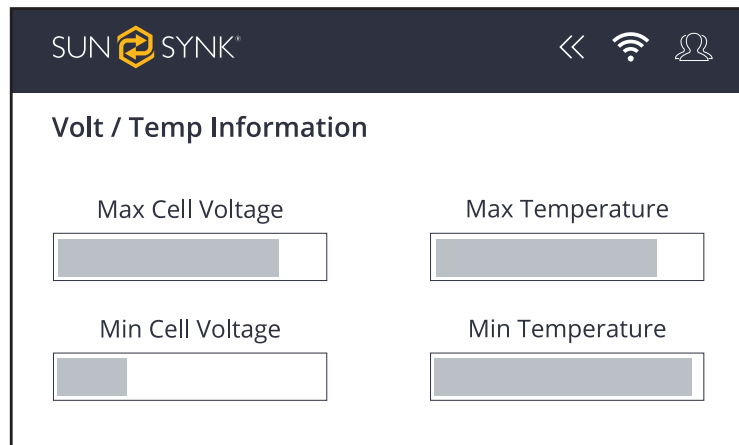 SUN SYNK®
Volt / Temp Information
Max Cell Voltage
Max Temperature
Min Cell Voltage
Min Temperature